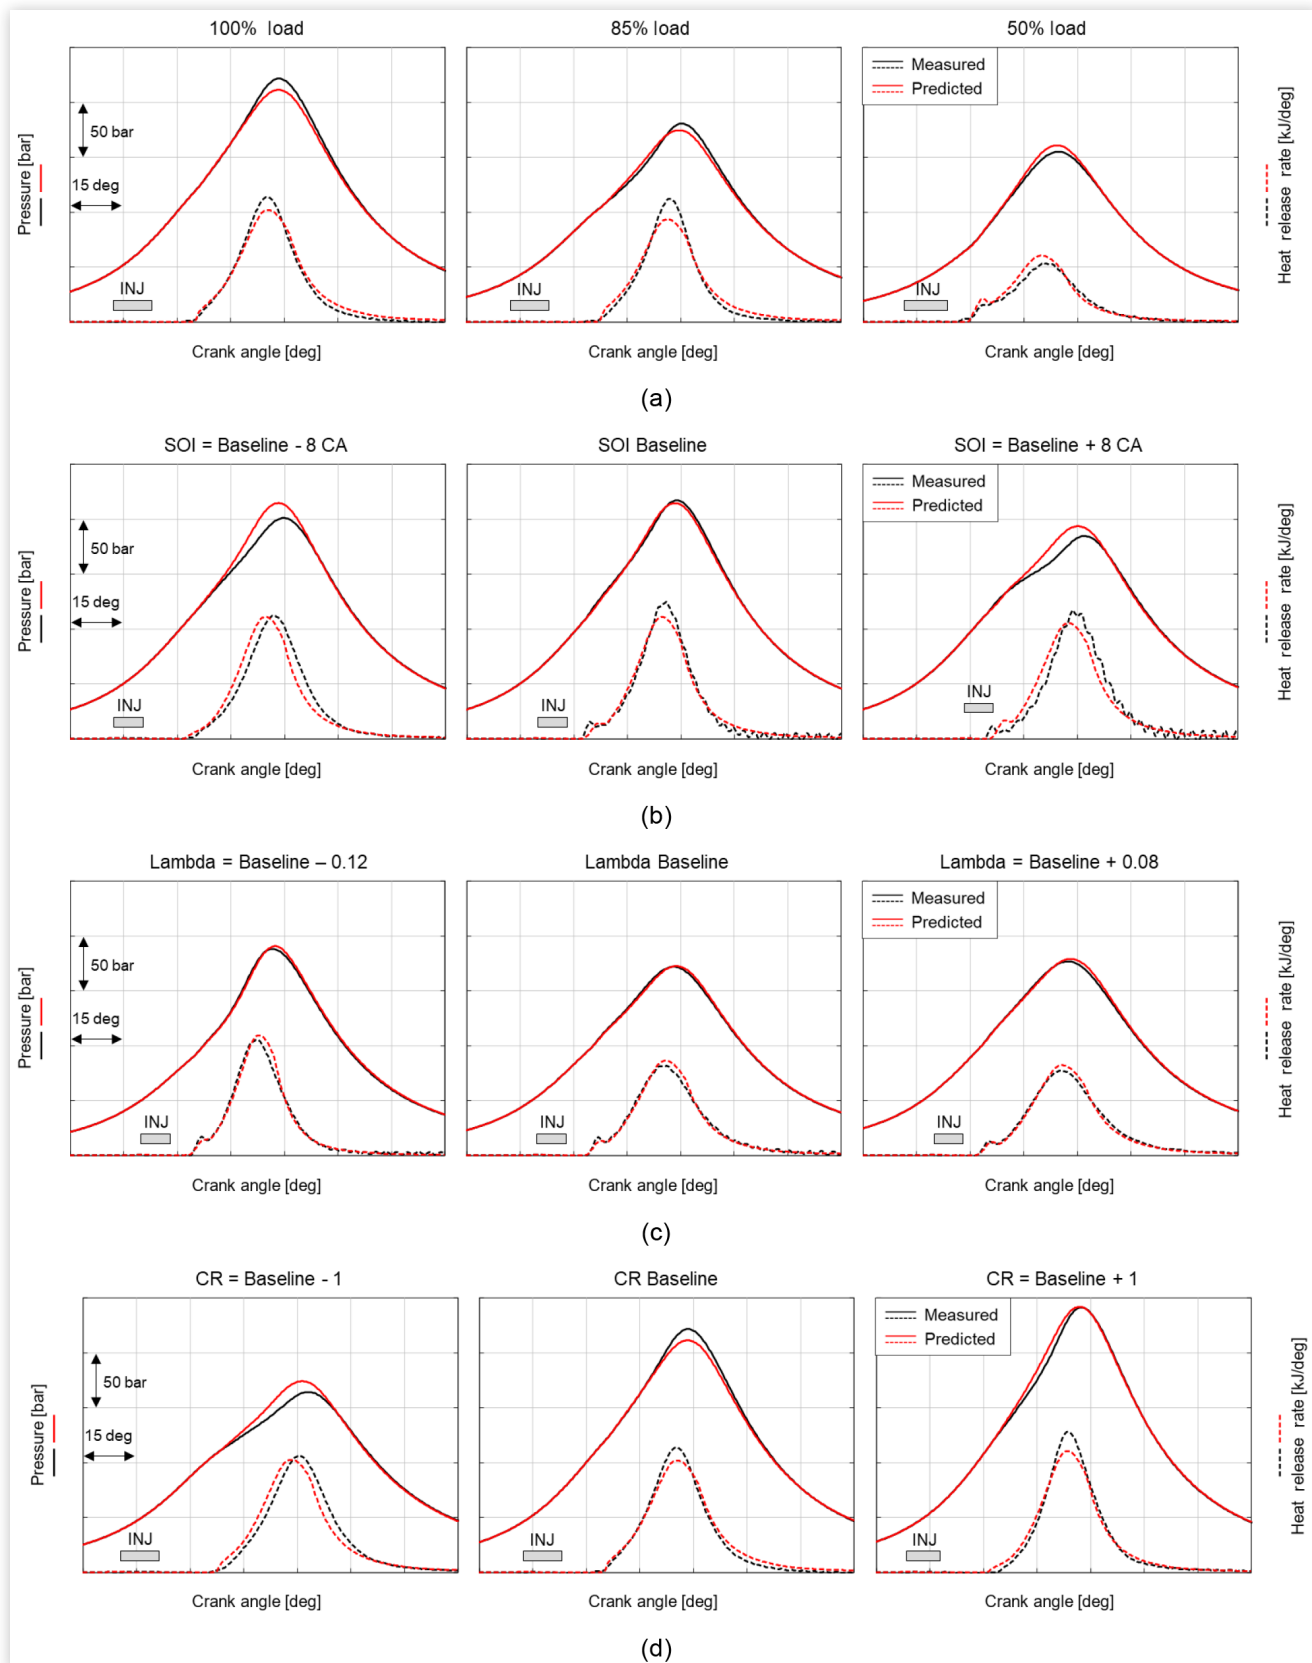 100% load
85% load
50% load
Measured
Predicted
50 bar
15 deg
INJ
INJ
INJ
Pressure [bar]
Heat release rate [kJ/deg]
Crank angle [deg]
Crank angle [deg]
Crank angle [deg]
(a)
SOI = Baseline - 8 CA
SOI Baseline
SOI = Baseline + 8 CA
Measured
Predicted
50 bar
15 deg
INJ
INJ
INJ
Pressure [bar]
Heat release rate [kJ/deg]
Crank angle [deg]
Crank angle [deg]
Crank angle [deg]
(b)
Lambda = Baseline – 0.12
Lambda Baseline
Lambda = Baseline + 0.08
Measured
Predicted
50 bar
15 deg
INJ
INJ
INJ
Pressure [bar]
Heat release rate [kJ/deg]
Crank angle [deg]
Crank angle [deg]
Crank angle [deg]
(c)
CR = Baseline - 1
CR Baseline
CR = Baseline + 1
Measured
Predicted
50 bar
15 deg
INJ
INJ
INJ
Pressure [bar]
Heat release rate [kJ/deg]
Crank angle [deg]
Crank angle [deg]
Crank angle [deg]
(d)